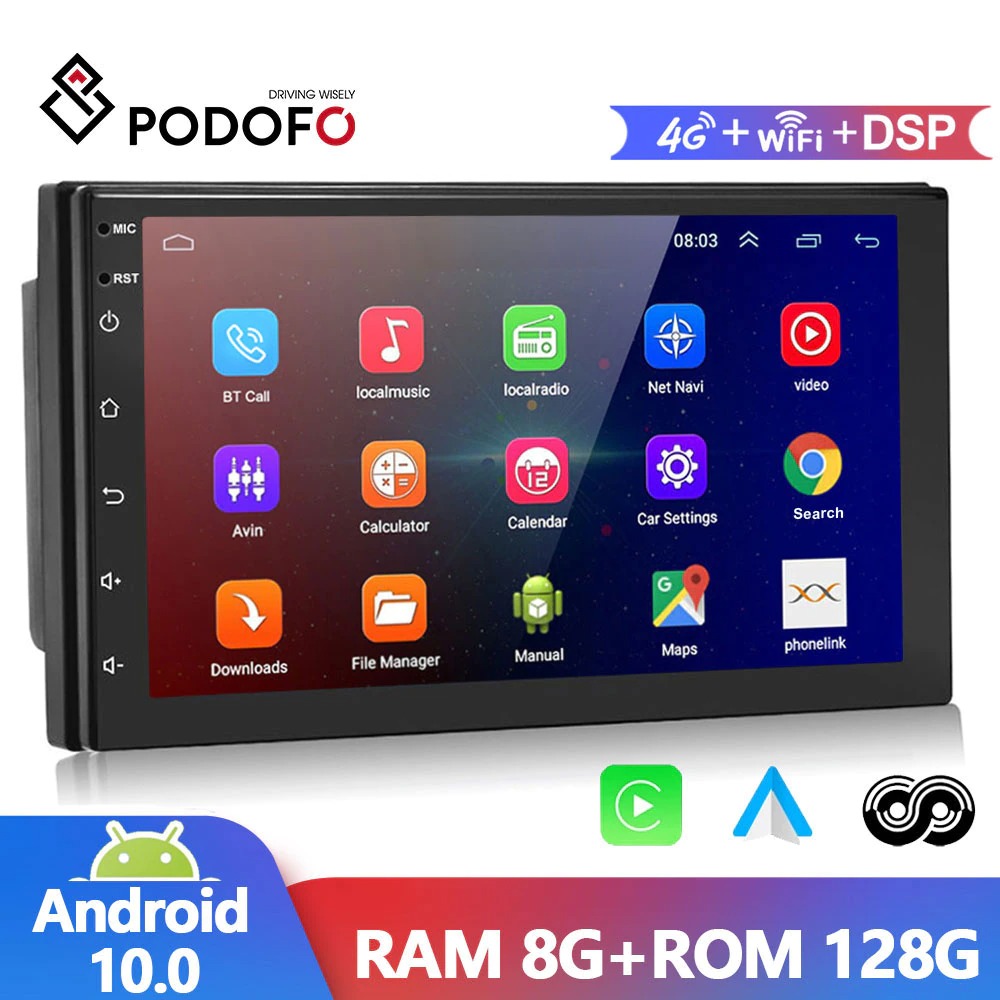 DRIVING WISELY
PODOFO
4G + WiFi + DSP
MIC
RST
08:03
BT Call
localmusic
localradio
Net Navi
video
Avin
Calculator
12
Calendar
Car Settings
Search
Downloads
File Manager
Manual
G
Maps
phonelink
Android
10.0
RAM 8G+ROM 128G